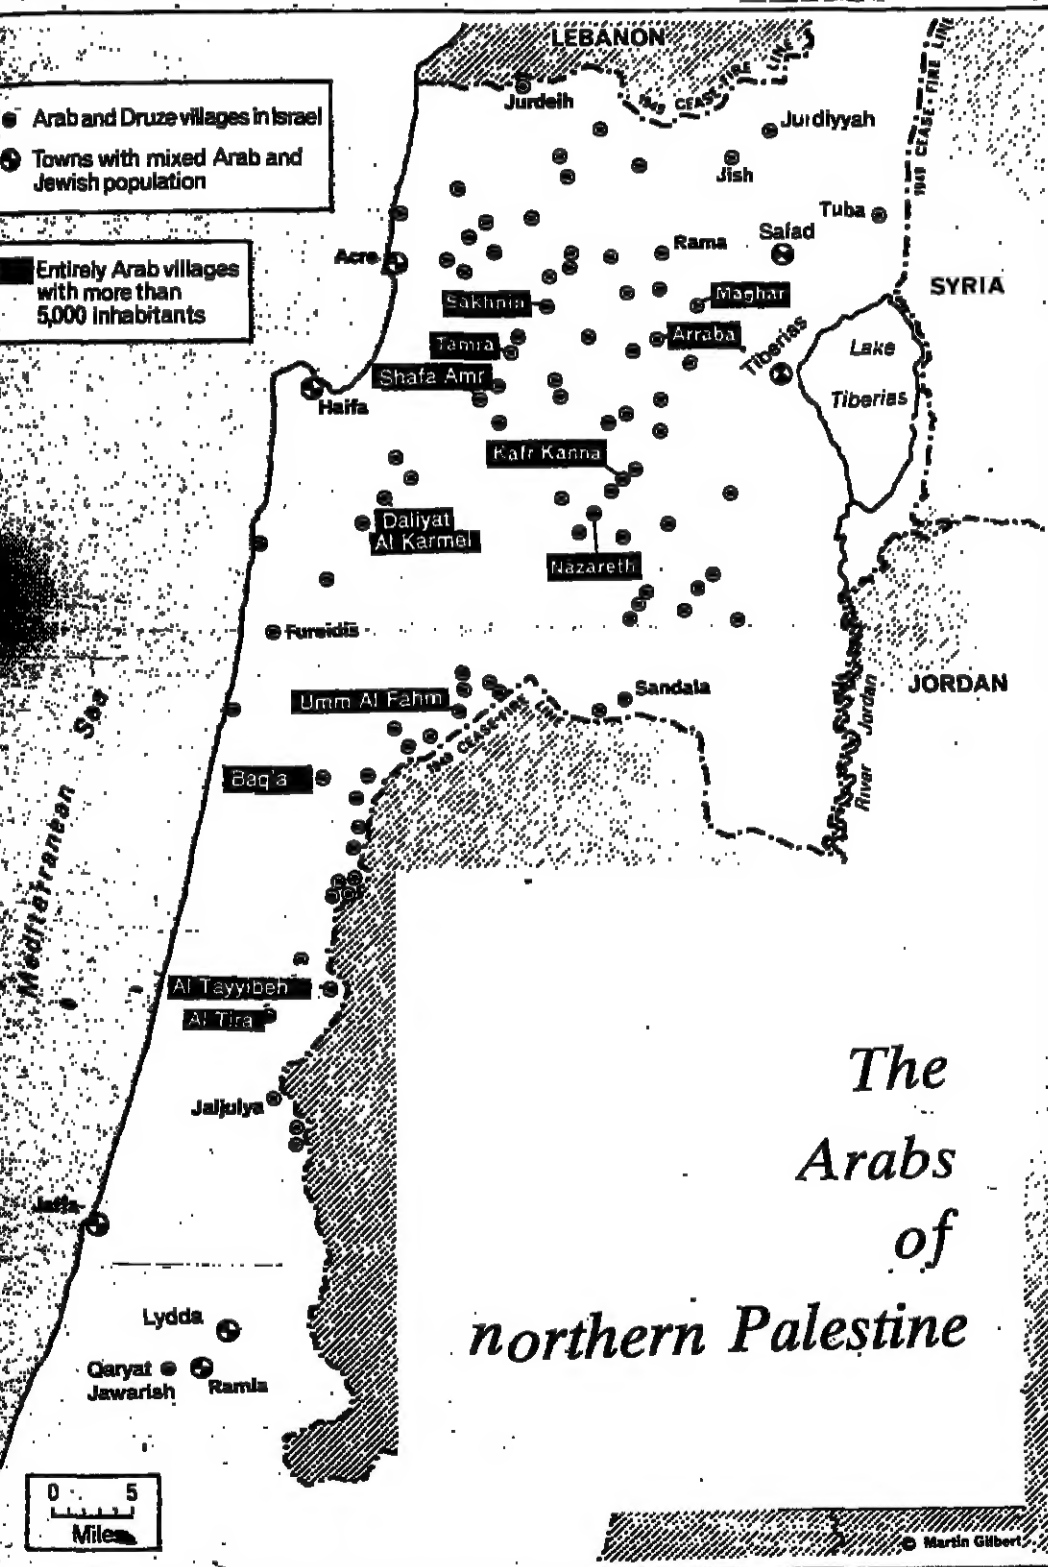 LEBANON
1949 CEASE-FIRE LINE
1949 CEASE-FIRE LINE
Arab and Druze villages in Israel
Towns with mixed Arab and
Jewish population
Entirely Arab villages
with more than
5,000 inhabitants
Jurdeih
Jurdiyyah
Jish
Tuba
Safad
Rama
Acre
SYRIA
Sakhnin
Maghar
Tamra
Arraba
Tiberias
Lake
Tiberias
Shafa Amr
Haifa
Kafr Kanna
Daliyat
Al Karmel
Nazareth
Fureidis
Umm Al Fahm
Sandala
1949 CEASE-FIRE LINE
JORDAN
River Jordan
Mediterranean Sea
Baq'a
Al Tayyibeh
Al Tira
Jaljulya
Jaffa
The
Arabs
of
northern Palestine
Lydda
Qaryat
Jawarish
Ramla
0 5
Miles
© Martin Gilbert